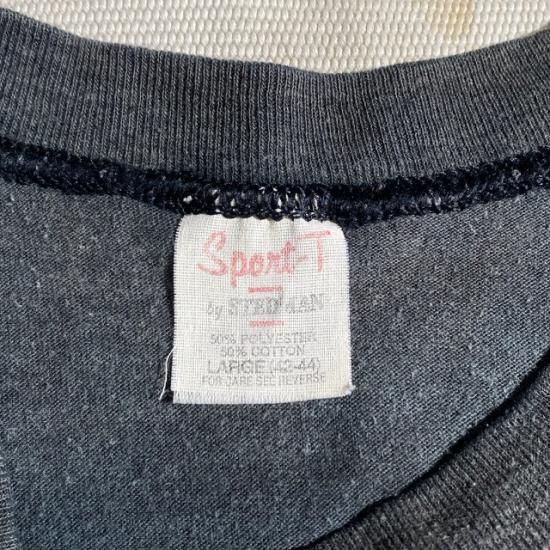 Sport-T
by STEDMAN
50% POLYESTER
50% COTTON
LARGE (42-44)
FOR CARE SEE REVERSE